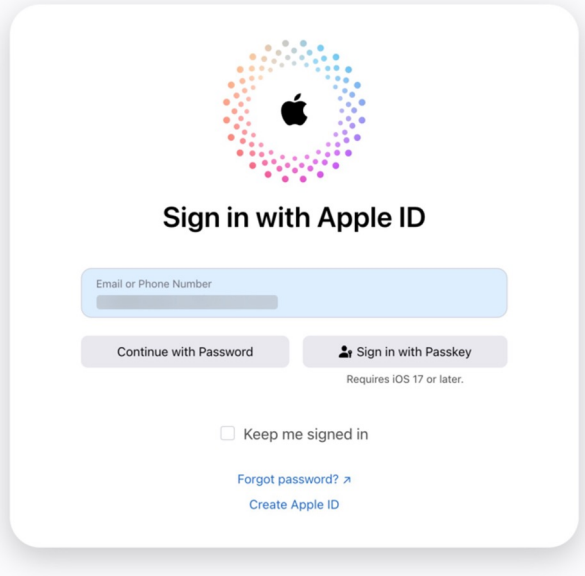 Sign in with Apple ID
Email or Phone Number
Continue with Password
Sign in with Passkey
Requires iOS 17 or later.
Keep me signed in
Forgot password? ↗
Create Apple ID